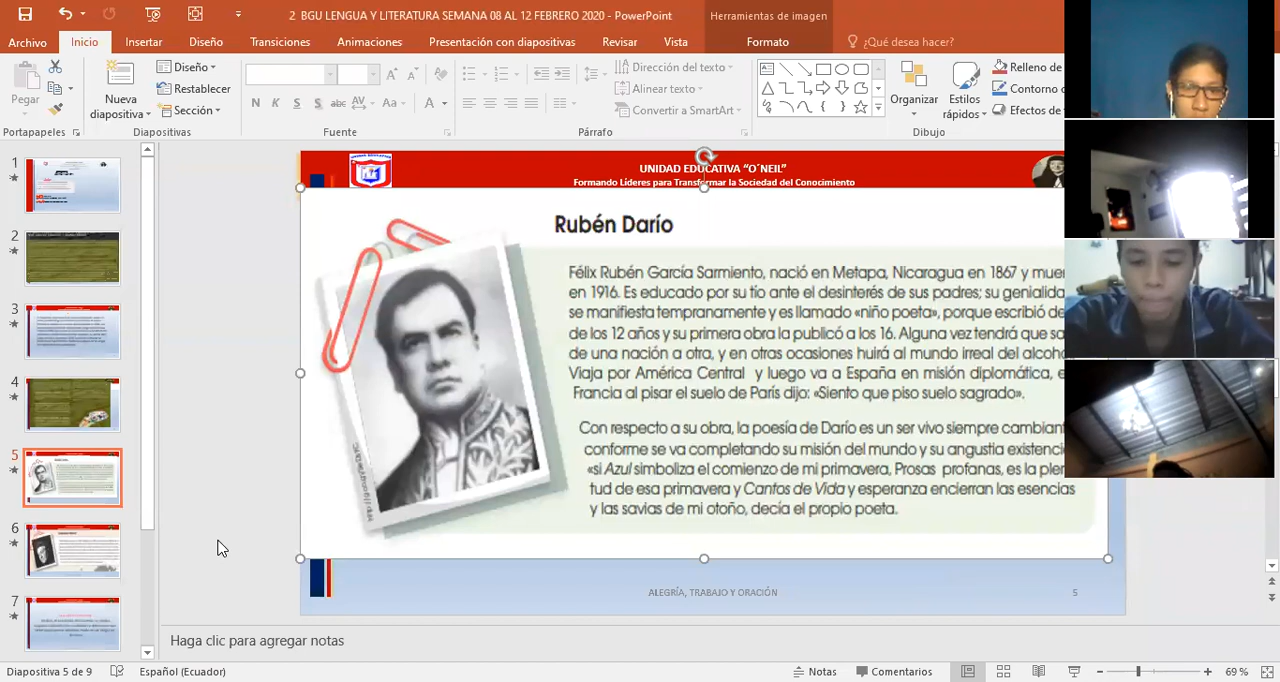 2 BGU LENGUA Y LITERATURA SEMANA 08 AL 12 FEBRERO 2020 - PowerPoint
Herramientas de imagen
Archivo Inicio Insertar Diseño Transiciones Animaciones Presentación con diapositivas Revisar Vista Formato ¿Qué desea hacer?
Pegar
Nueva diapositiva
Diseño
Restablecer
Sección
N K S S abc AV Aa A
Dirección del texto
Alinear texto
Convertir a SmartArt
Organizar
Estilos rápidos
Relleno de
Contorno
Efectos de
Portapapeles Diapositivas Fuente Párrafo Dibujo
1
2
3
4
5
6
7
UNIDAD EDUCATIVA “O´NEIL”
Formando Líderes para Transformar la Sociedad del Conocimiento
Rubén Darío
Félix Rubén García Sarmiento, nació en Metapa, Nicaragua en 1867 y
en 1916. Es educado por su tío ante el desinterés de sus padres; su
se manifiesta tempranamente y es llamado «niño poeta», porque escribió
de los 12 años y su primera obra la publicó a los 16. Alguna vez tendrá que
de una nación a otra, y en otras ocasiones huirá al mundo irreal del
Viaja por América Central y luego va a España en misión diplomática,
Francia al pisar el suelo de París dijo: «Siento que piso suelo sagrado».
Con respecto a su obra, la poesía de Darío es un ser vivo siempre
conforme se va completando su misión del mundo y su angustia
«si Azul simboliza el comienzo de mi primavera, Prosas profanas, es la
tud de esa primavera y Cantos de Vida y esperanza encierran las esencias
y las savias de mi otoño, decía el propio poeta.
ALEGRÍA, TRABAJO Y ORACIÓN 5
Haga clic para agregar notas
Diapositiva 5 de 9 Español (Ecuador) Notas Comentarios 69 %